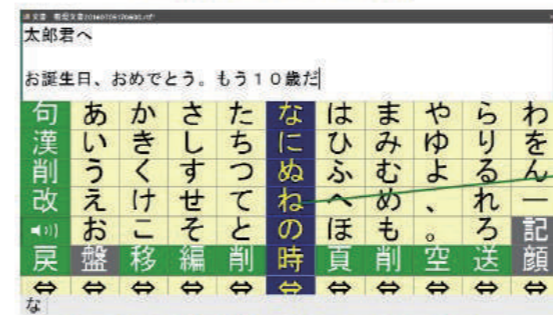 太郎君へ
お誕生日、おめでとう。もう10歳だ
句 あ か さ た な は ま や ら わ
漢 い き し ち に ひ み ゆ り を
削 う く す つ ぬ ふ む よ る ん
改 え け せ て ね へ め 、 れ ー
お こ そ と の ほ も 。 ろ 記
戻 盤 移 編 削 時 頁 削 空 送 顔
⇔ ⇔ ⇔ ⇔ ⇔ ⇔ ⇔ ⇔ ⇔ ⇔ ⇔
な